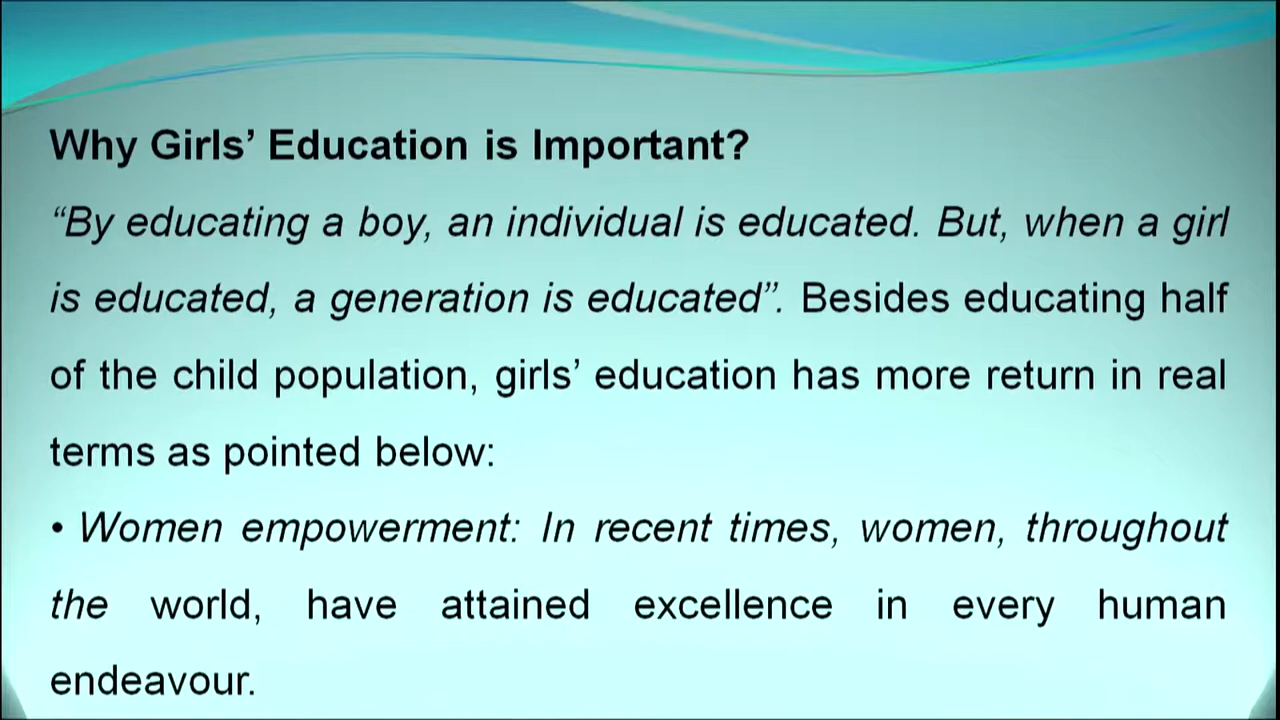 Why Girls’ Education is Important?
“By educating a boy, an individual is educated. But, when a girl
is educated, a generation is educated”. Besides educating half
of the child population, girls’ education has more return in real
terms as pointed below:
• Women empowerment: In recent times, women, throughout
the world, have attained excellence in every human
endeavour.